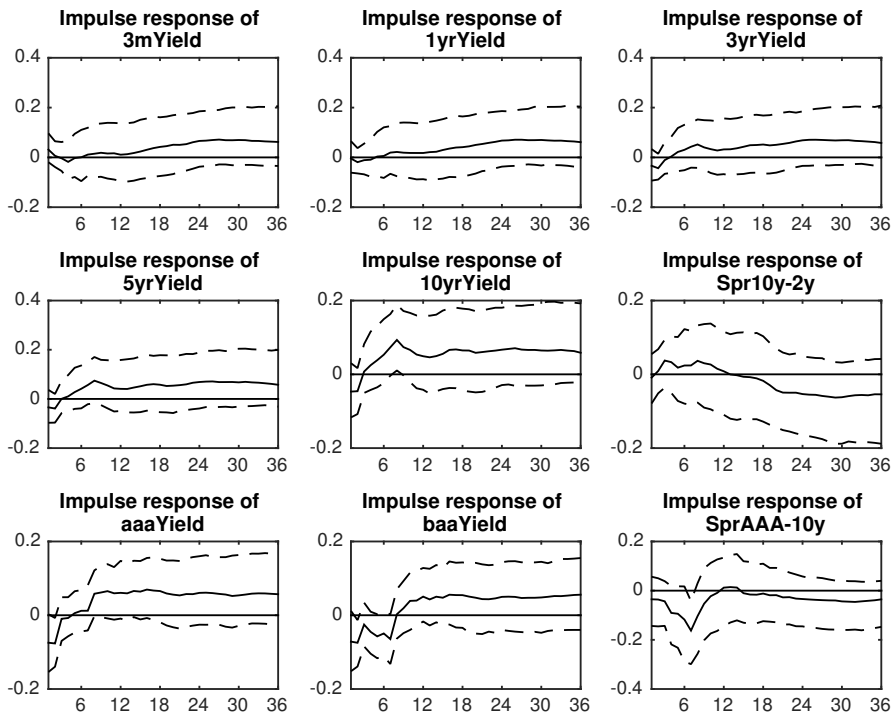 Impulse response of
3mYield
0.4
0.2
0
-0.2
6 12 18 24 30 36
Impulse response of
1yrYield
0.4
0.2
0
-0.2
6 12 18 24 30 36
Impulse response of
3yrYield
0.4
0.2
0
-0.2
6 12 18 24 30 36
Impulse response of
5yrYield
0.4
0.2
0
-0.2
6 12 18 24 30 36
Impulse response of
10yrYield
0.2
0
-0.2
6 12 18 24 30 36
Impulse response of
Spr10y-2y
0.2
0
-0.2
6 12 18 24 30 36
Impulse response of
aaaYield
0.2
0
-0.2
6 12 18 24 30 36
Impulse response of
baaYield
0.2
0
-0.2
6 12 18 24 30 36
Impulse response of
SprAAA-10y
0.2
0
-0.2
-0.4
6 12 18 24 30 36